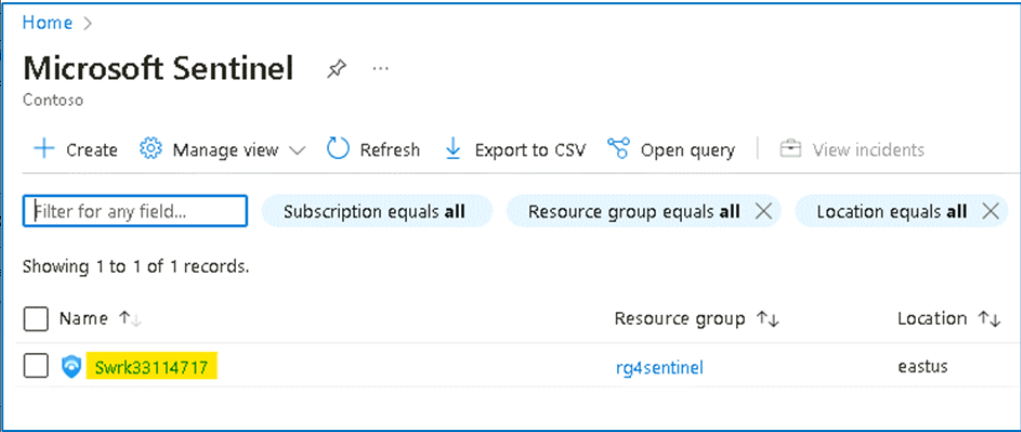 Home >
Microsoft Sentinel ...
Contoso
+ Create Manage view Refresh Export to CSV Open query View incidents
Filter for any field... Subscription equals all Resource group equals all Location equals all
Showing 1 to 1 of 1 records.
Name ↑↓ Resource group ↑↓ Location ↑↓
Swrk33114717 rg4sentinel eastus